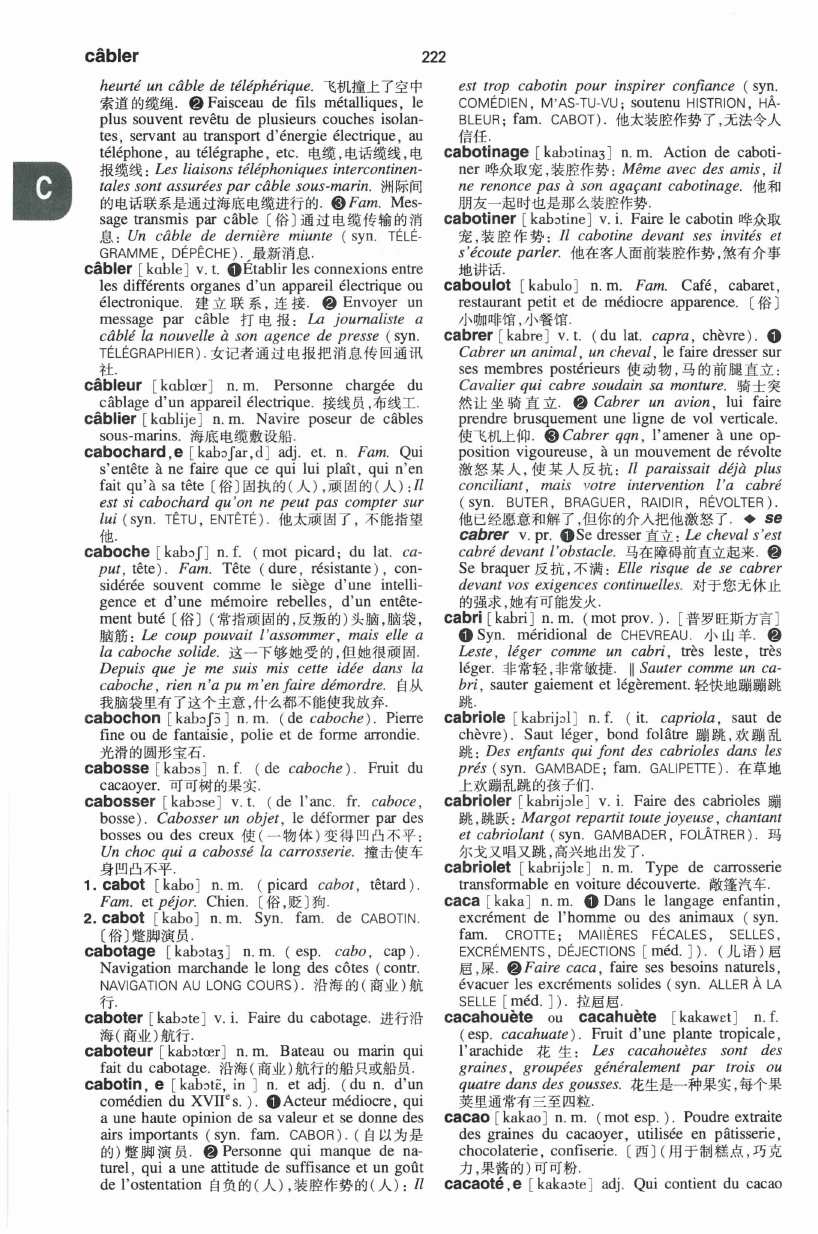 câbler
222
C
heurté un câble de téléphérique. 飞机撞上了空中
索道的缆绳. ❷ Faisceau de fils métalliques, le
plus souvent revêtu de plusieurs couches isolan-
tes, servant au transport d'énergie électrique, au
téléphone, au télégraphe, etc. 电缆,电话缆线,电
报缆线: Les liaisons téléphoniques intercontinen-
tales sont assurées par câble sous-marin. 洲际间
的电话联系是通过海底电缆进行的. ❸ Fam. Mes-
sage transmis par câble〔俗〕通过电缆传输的消
息: Un câble de dernière miunte ( syn. TÉLÉ-
GRAMME, DÉPÊCHE). 最新消息.
câbler [kɑble] v. t. ❶Établir les connexions entre
les différents organes d'un appareil électrique ou
électronique. 建立联系, 连接. ❷ Envoyer un
message par câble 打电报: La journaliste a
câblé la nouvelle à son agence de presse (syn.
TÉLÉGRAPHIER). 女记者通过电报把消息传回通讯
社.
câbleur [kɑblœr] n. m. Personne chargée du
câblage d'un appareil électrique. 接线员,布线工.
câblier [kɑblije] n. m. Navire poseur de câbles
sous-marins. 海底电缆敷设船.
cabochard,e [kabɔʃar,d] adj. et. n. Fam. Qui
s'entête à ne faire que ce qui lui plaît, qui n'en
fait qu'à sa tête〔俗〕固执的(人),顽固的(人):Il
est si cabochard qu'on ne peut pas compter sur
lui (syn. TÊTU, ENTÊTÉ). 他太顽固了, 不能指望
他.
caboche [kabɔʃ] n. f. (mot picard; du lat. ca-
put, tête). Fam. Tête (dure, résistante), con-
sidérée souvent comme le siège d'une intelli-
gence et d'une mémoire rebelles, d'un entête-
ment buté〔俗〕(常指顽固的,反叛的)头脑,脑袋,
脑筋: Le coup pouvait l'assommer, mais elle a
la caboche solide. 这一下够她受的,但她很顽固.
Depuis que je me suis mis cette idée dans la
caboche, rien n'a pu m'en faire démordre. 自从
我脑袋里有了这个主意,什么都不能使我放弃.
cabochon [kabɔʃɔ̃] n. m. (de caboche). Pierre
fine ou de fantaisie, polie et de forme arrondie.
光滑的圆形宝石.
cabosse [kabɔs] n. f. (de caboche). Fruit du
cacaoyer. 可可树的果实.
cabosser [kabɔse] v. t. (de l'anc. fr. caboce,
bosse). Cabosser un objet, le déformer par des
bosses ou des creux 使(一物体)变得凹凸不平:
Un choc qui a cabossé la carrosserie. 撞击使车
身凹凸不平.
1. cabot [kabo] n. m. (picard cabot, têtard).
Fam. et péjor. Chien.〔俗,贬〕狗.
2. cabot [kabo] n. m. Syn. fam. de CABOTIN.
〔俗〕蹩脚演员.
cabotage [kabɔtaʒ] n. m. (esp. cabo, cap).
Navigation marchande le long des côtes (contr.
NAVIGATION AU LONG COURS). 沿海的(商业)航
行.
caboter [kabɔte] v. i. Faire du cabotage. 进行沿
海(商业)航行.
caboteur [kabɔtœr] n. m. Bateau ou marin qui
fait du cabotage. 沿海(商业)航行的船只或船员.
cabotin, e [kabɔtɛ̃, in ] n. et adj. (du n. d'un
comédien du XVIIᵉ s. ). ❶Acteur médiocre, qui
a une haute opinion de sa valeur et se donne des
airs importants (syn. fam. CABOR). (自以为是
的)蹩脚演员. ❷ Personne qui manque de na-
turel, qui a une attitude de suffisance et un goût
de l'ostentation 自负的(人),装腔作势的(人): Il
est trop cabotin pour inspirer confiance ( syn.
COMÉDIEN, M'AS-TU-VU; soutenu HISTRION, HÂ-
BLEUR; fam. CABOT). 他太装腔作势了,无法令人
信任.
cabotinage [kabɔtinaʒ] n. m. Action de caboti-
ner 哗众取宠,装腔作势: Même avec des amis, il
ne renonce pas à son agaçant cabotinage. 他和
朋友一起时也是那么装腔作势.
cabotiner [kabɔtine] v. i. Faire le cabotin 哗众取
宠,装腔作势: Il cabotine devant ses invités et
s'écoute parler. 他在客人面前装腔作势,煞有介事
地讲话.
caboulot [kabulo] n. m. Fam. Café, cabaret,
restaurant petit et de médiocre apparence.〔俗〕
小咖啡馆,小餐馆.
cabrer [kabre] v. t. (du lat. capra, chèvre). ❶
Cabrer un animal, un cheval, le faire dresser sur
ses membres postérieurs 使动物,马的前腿直立:
Cavalier qui cabre soudain sa monture. 骑士突
然让坐骑直立. ❷ Cabrer un avion, lui faire
prendre brusquement une ligne de vol verticale.
使飞机上仰. ❸ Cabrer qqn, l'amener à une op-
position vigoureuse, à un mouvement de révolte
激怒某人,使某人反抗: Il paraissait déjà plus
conciliant, mais votre intervention l'a cabré
(syn. BUTER, BRAGUER, RAIDIR, RÉVOLTER).
他已经愿意和解了,但你的介入把他激怒了. ◆ se
cabrer v. pr. ❶Se dresser 直立: Le cheval s'est
cabré devant l'obstacle. 马在障碍前直立起来. ❷
Se braquer 反抗,不满: Elle risque de se cabrer
devant vos exigences continuelles. 对于您无休止
的强求,她有可能发火.
cabri [kabri] n. m. (mot prov. ).〔普罗旺斯方言〕
❶ Syn. méridional de CHEVREAU. 小山羊. ❷
Leste, léger comme un cabri, très leste, très
léger. 非常轻,非常敏捷. ‖ Sauter comme un ca-
bri, sauter gaiement et légèrement. 轻快地蹦蹦跳
跳.
cabriole [kabrijɔl] n. f. ( it. capriola, saut de
chèvre). Saut léger, bond folâtre 蹦跳,欢蹦乱
跳: Des enfants qui font des cabrioles dans les
prés (syn. GAMBADE; fam. GALIPETTE). 在草地
上欢蹦乱跳的孩子们.
cabrioler [kabrijɔle] v. i. Faire des cabrioles 蹦
跳,跳跃: Margot repartit toute joyeuse, chantant
et cabriolant (syn. GAMBADER, FOLÂTRER). 玛
尔戈又唱又跳,高兴地出发了.
cabriolet [kabrijɔlɛ] n. m. Type de carrosserie
transformable en voiture découverte. 敞篷汽车.
caca [kaka] n. m. ❶ Dans le langage enfantin,
excrément de l'homme ou des animaux (syn.
fam. CROTTE; MAIIÈRES FÉCALES, SELLES,
EXCRÉMENTS, DÉJECTIONS [méd. ]). (儿语)㞎
㞎,屎. ❷Faire caca, faire ses besoins naturels,
évacuer les excréments solides (syn. ALLER À LA
SELLE [méd. ]). 拉㞎㞎.
cacahouète ou cacahuète [kakawɛt] n. f.
(esp. cacahuate). Fruit d'une plante tropicale,
l'arachide 花生: Les cacahouètes sont des
graines, groupées généralement par trois ou
quatre dans des gousses. 花生是一种果实,每个果
荚里通常有三至四粒.
cacao [kakao] n. m. (mot esp. ). Poudre extraite
des graines du cacaoyer, utilisée en pâtisserie,
chocolaterie, confiserie.〔西〕(用于制糕点,巧克
力,果酱的)可可粉.
cacaoté,e [kakaɔte] adj. Qui contient du cacao